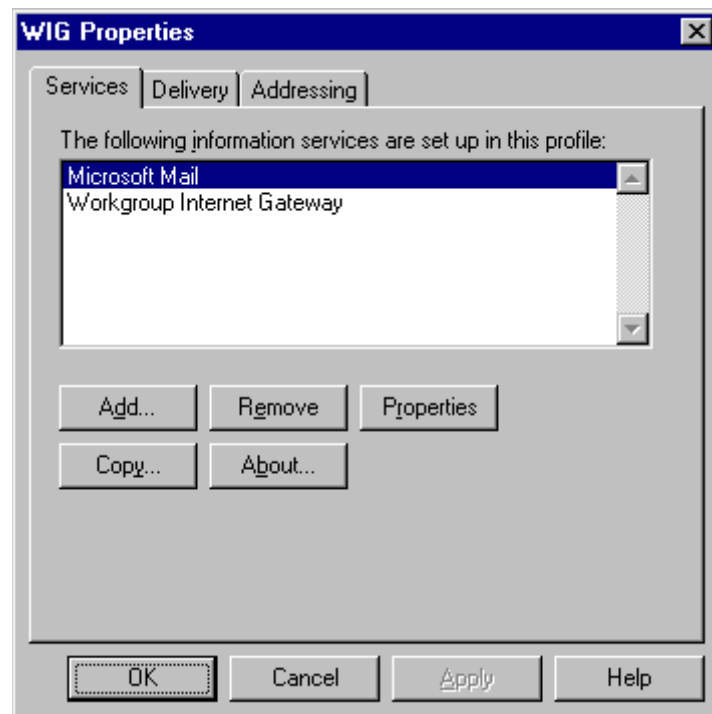 WIG Properties
Services Delivery Addressing
The following information services are set up in this profile:
Microsoft Mail
Workgroup Internet Gateway
Add... Remove Properties
Copy... About...
OK Cancel Apply Help